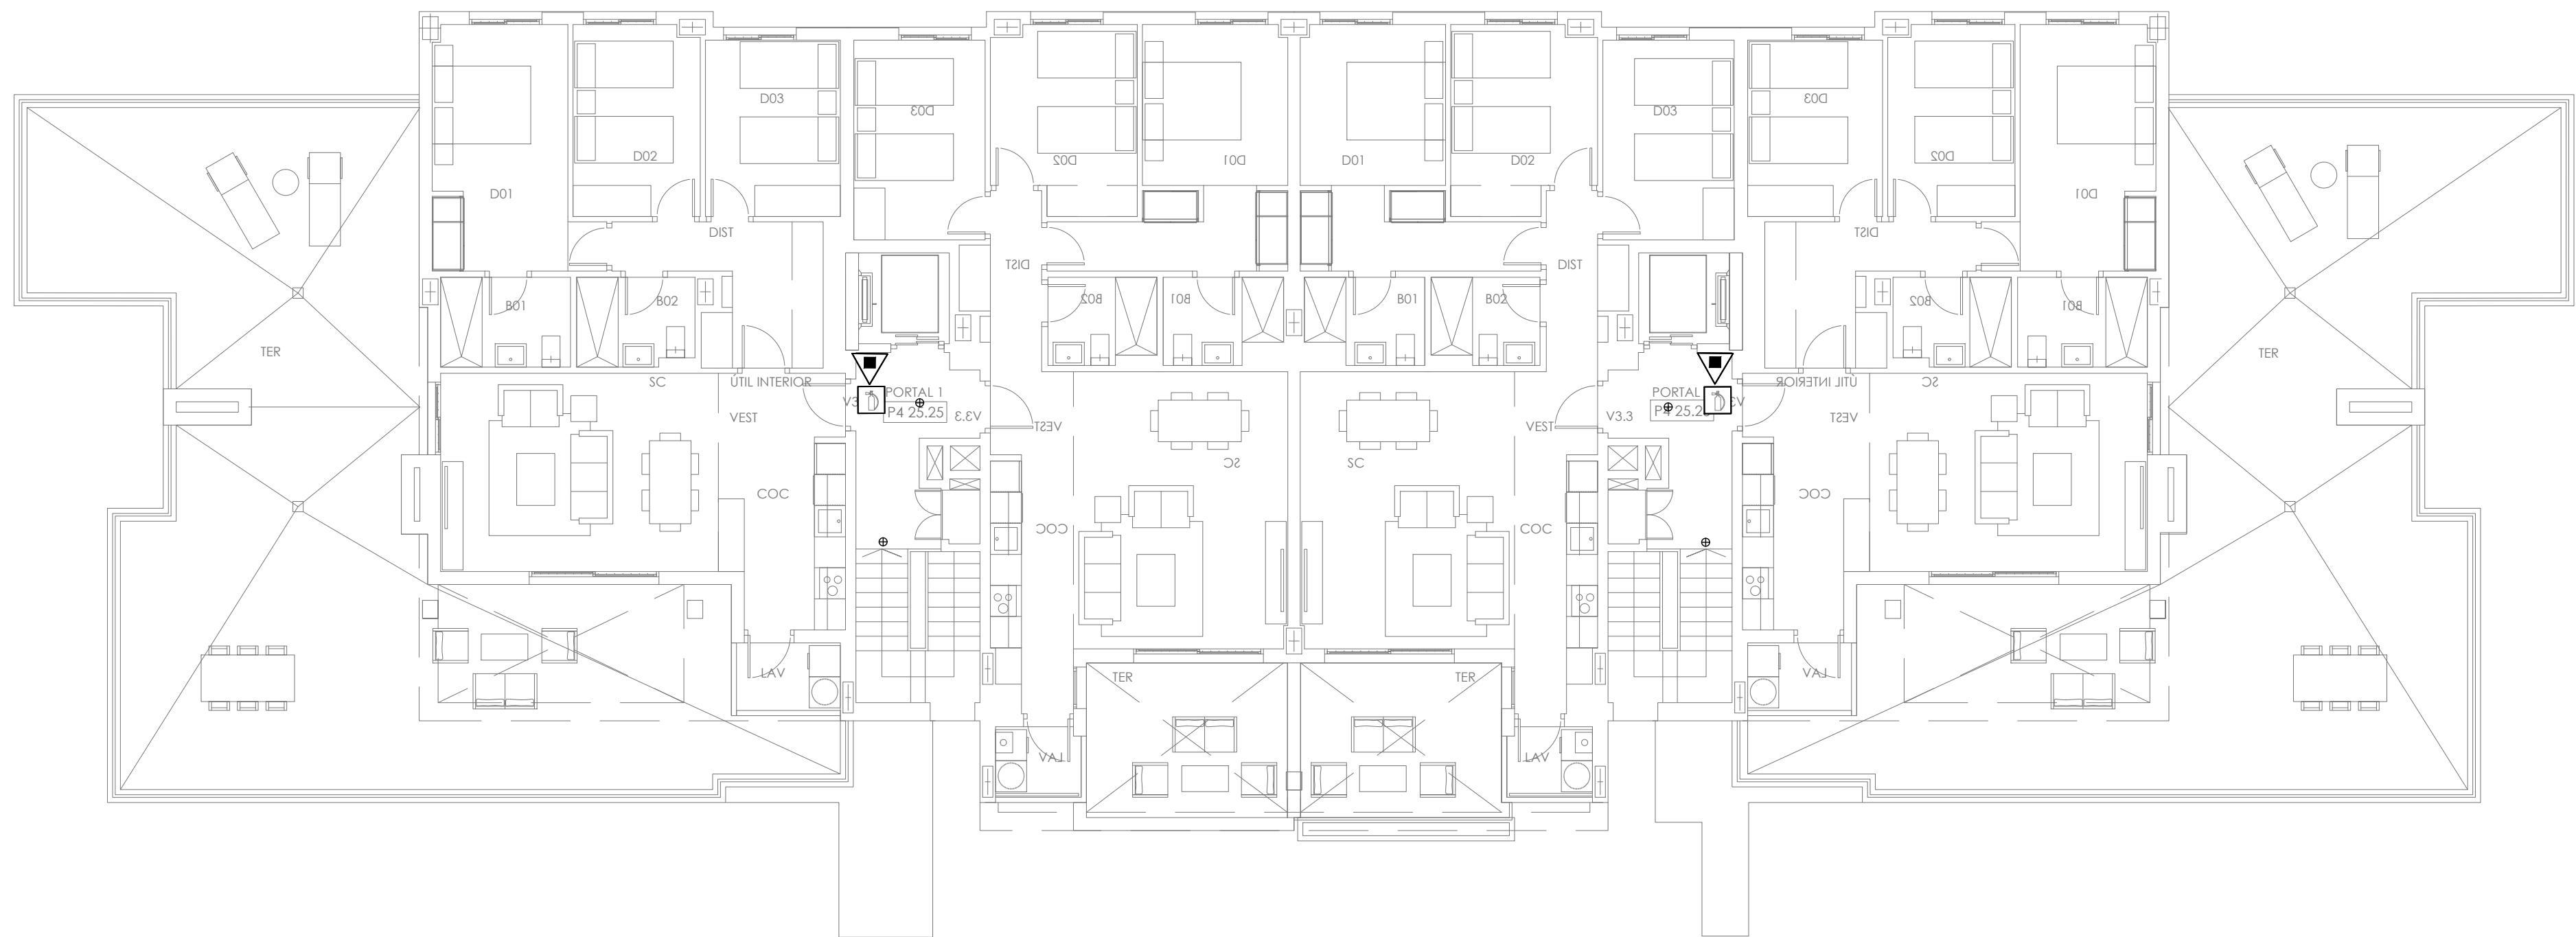 D03
D03
D03
D03
D02
D02
D01
D01
D02
D02
D01
D01
DIST
DIST
DIST
DIST
B01
B02
B02
B01
B01
B02
B02
B01
TER
TER
SC
ÚTIL INTERIOR
PORTAL 1
P4 25.25
V3.3
VEST
VEST
VEST
V3.3
PORTAL
ÚTIL INTERIOR
SC
VEST
SC
SC
COC
COC
COC
COC
LAV
TER
TER
LAV
LAV
LAV